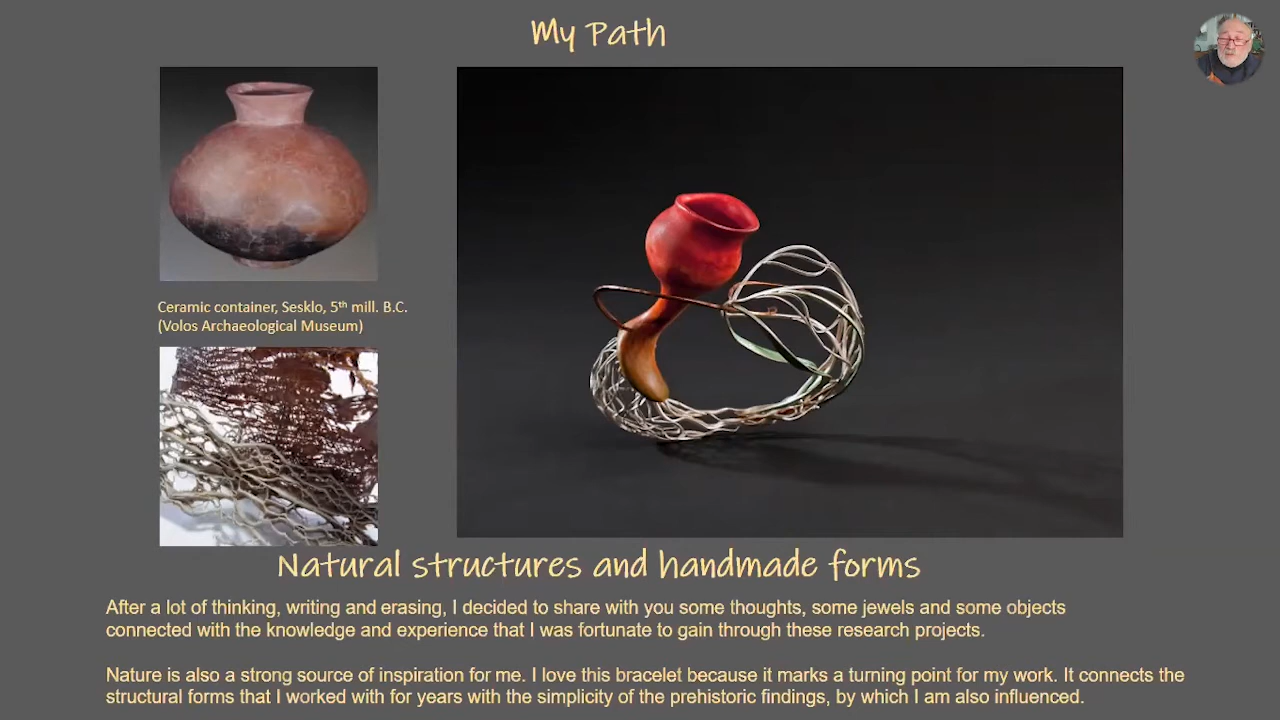 My Path
Ceramic container, Sesklo, 5th mill. B.C.
(Volos Archaeological Museum)
Natural structures and handmade forms
After a lot of thinking, writing and erasing, I decided to share with you some thoughts, some jewels and some objects
connected with the knowledge and experience that I was fortunate to gain through these research projects.
Nature is also a strong source of inspiration for me. I love this bracelet because it marks a turning point for my work. It connects the
structural forms that I worked with for years with the simplicity of the prehistoric findings, by which I am also influenced.